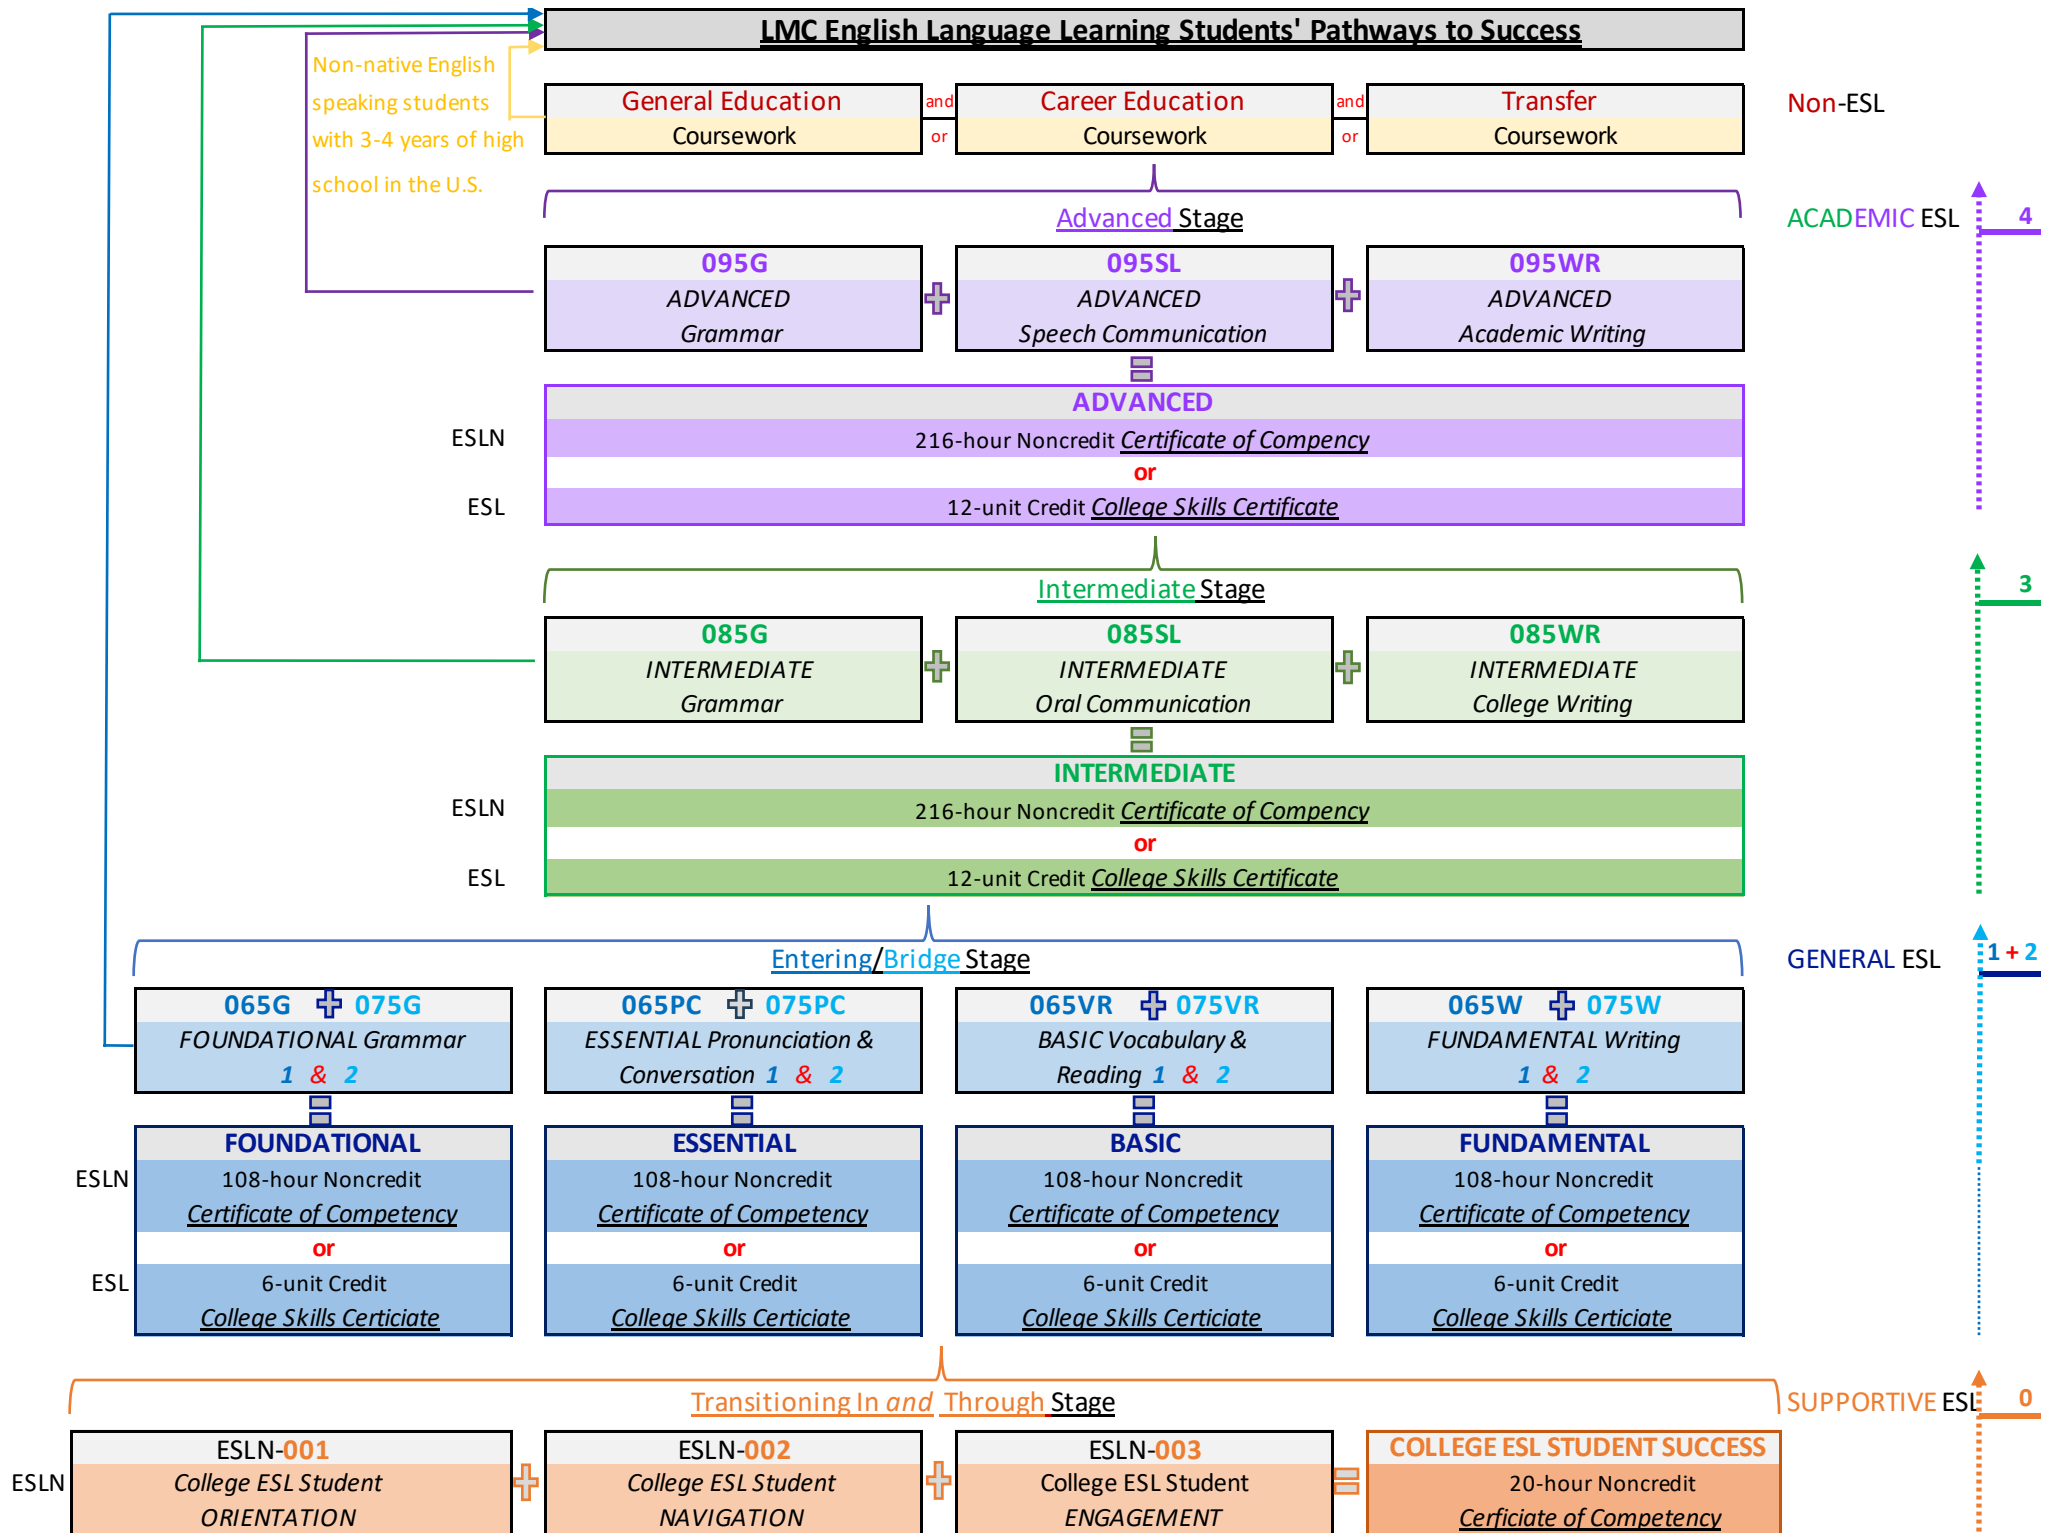 LMC English Language Learning Students' Pathways to Success
Non-native English
speaking students
with 3-4 years of high
school in the U.S.
General Education and Career Education and Transfer
Coursework or Coursework or Coursework
Non-ESL
Advanced Stage
ACADEMIC ESL 4
095G 095SL 095WR
ADVANCED ADVANCED ADVANCED
Grammar Speech Communication Academic Writing
ADVANCED
ESLN 216-hour Noncredit Certificate of Compency
or
ESL 12-unit Credit College Skills Certificate
Intermediate Stage 3
085G 085SL 085WR
INTERMEDIATE INTERMEDIATE INTERMEDIATE
Grammar Oral Communication College Writing
INTERMEDIATE
ESLN 216-hour Noncredit Certificate of Compency
or
ESL 12-unit Credit College Skills Certificate
Entering/Bridge Stage
GENERAL ESL 1 + 2
065G 075G 065PC 075PC 065VR 075VR 065W 075W
FOUNDATIONAL Grammar ESSENTIAL Pronunciation & BASIC Vocabulary & FUNDAMENTAL Writing
1 & 2 Conversation 1 & 2 Reading 1 & 2 1 & 2
FOUNDATIONAL ESSENTIAL BASIC FUNDAMENTAL
ESLN 108-hour Noncredit 108-hour Noncredit 108-hour Noncredit 108-hour Noncredit
Certificate of Competency Certificate of Competency Certificate of Competency Certificate of Competency
or or or or
ESL 6-unit Credit 6-unit Credit 6-unit Credit 6-unit Credit
College Skills Certiciate College Skills Certiciate College Skills Certiciate College Skills Certiciate
Transitioning In and Through Stage
SUPPORTIVE ESL 0
ESLN-001 ESLN-002 ESLN-003 COLLEGE ESL STUDENT SUCCESS
ESLN College ESL Student College ESL Student College ESL Student 20-hour Noncredit
ORIENTATION NAVIGATION ENGAGEMENT Cerficiate of Competency